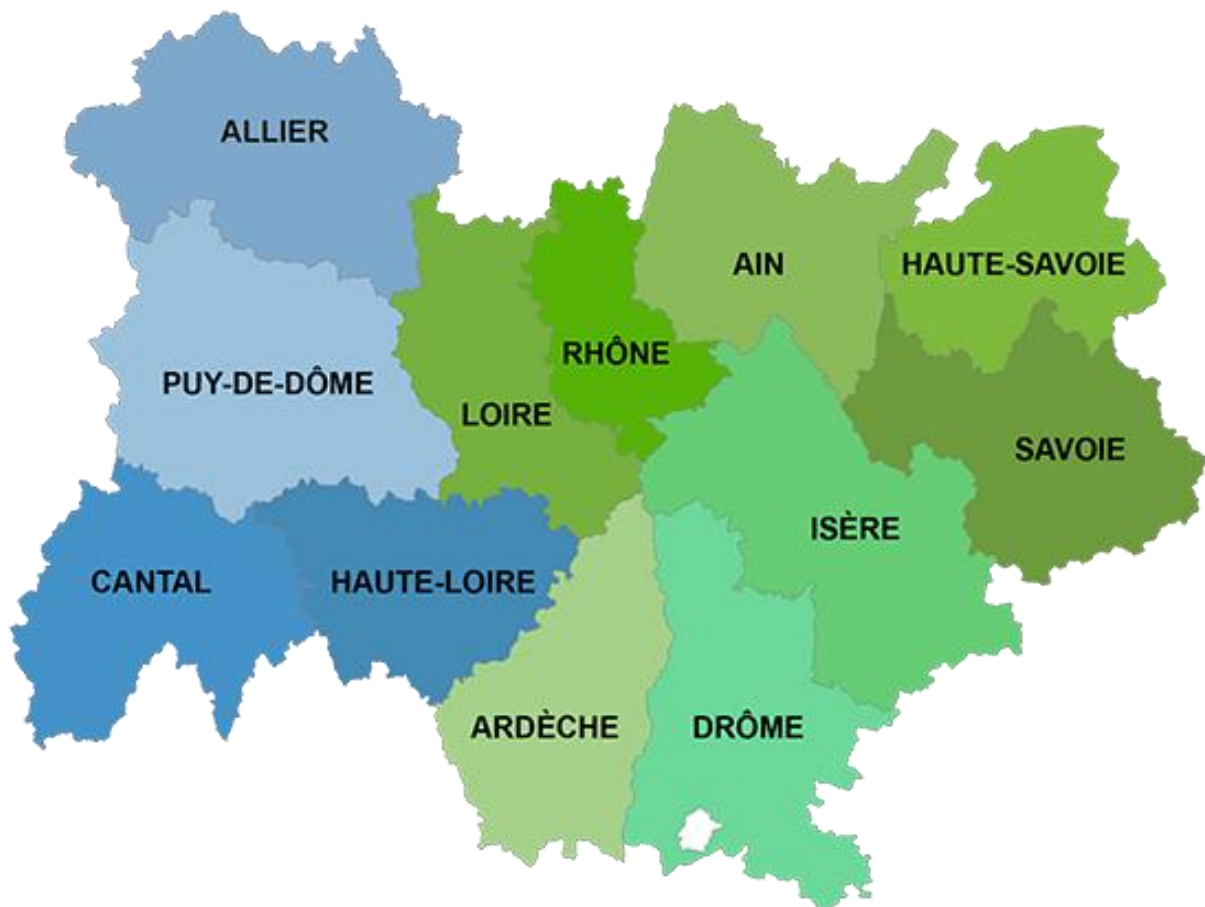 ALLIER
AIN
HAUTE-SAVOIE
RHÔNE
PUY-DE-DÔME
LOIRE
SAVOIE
ISÈRE
CANTAL
HAUTE-LOIRE
ARDÈCHE
DRÔME